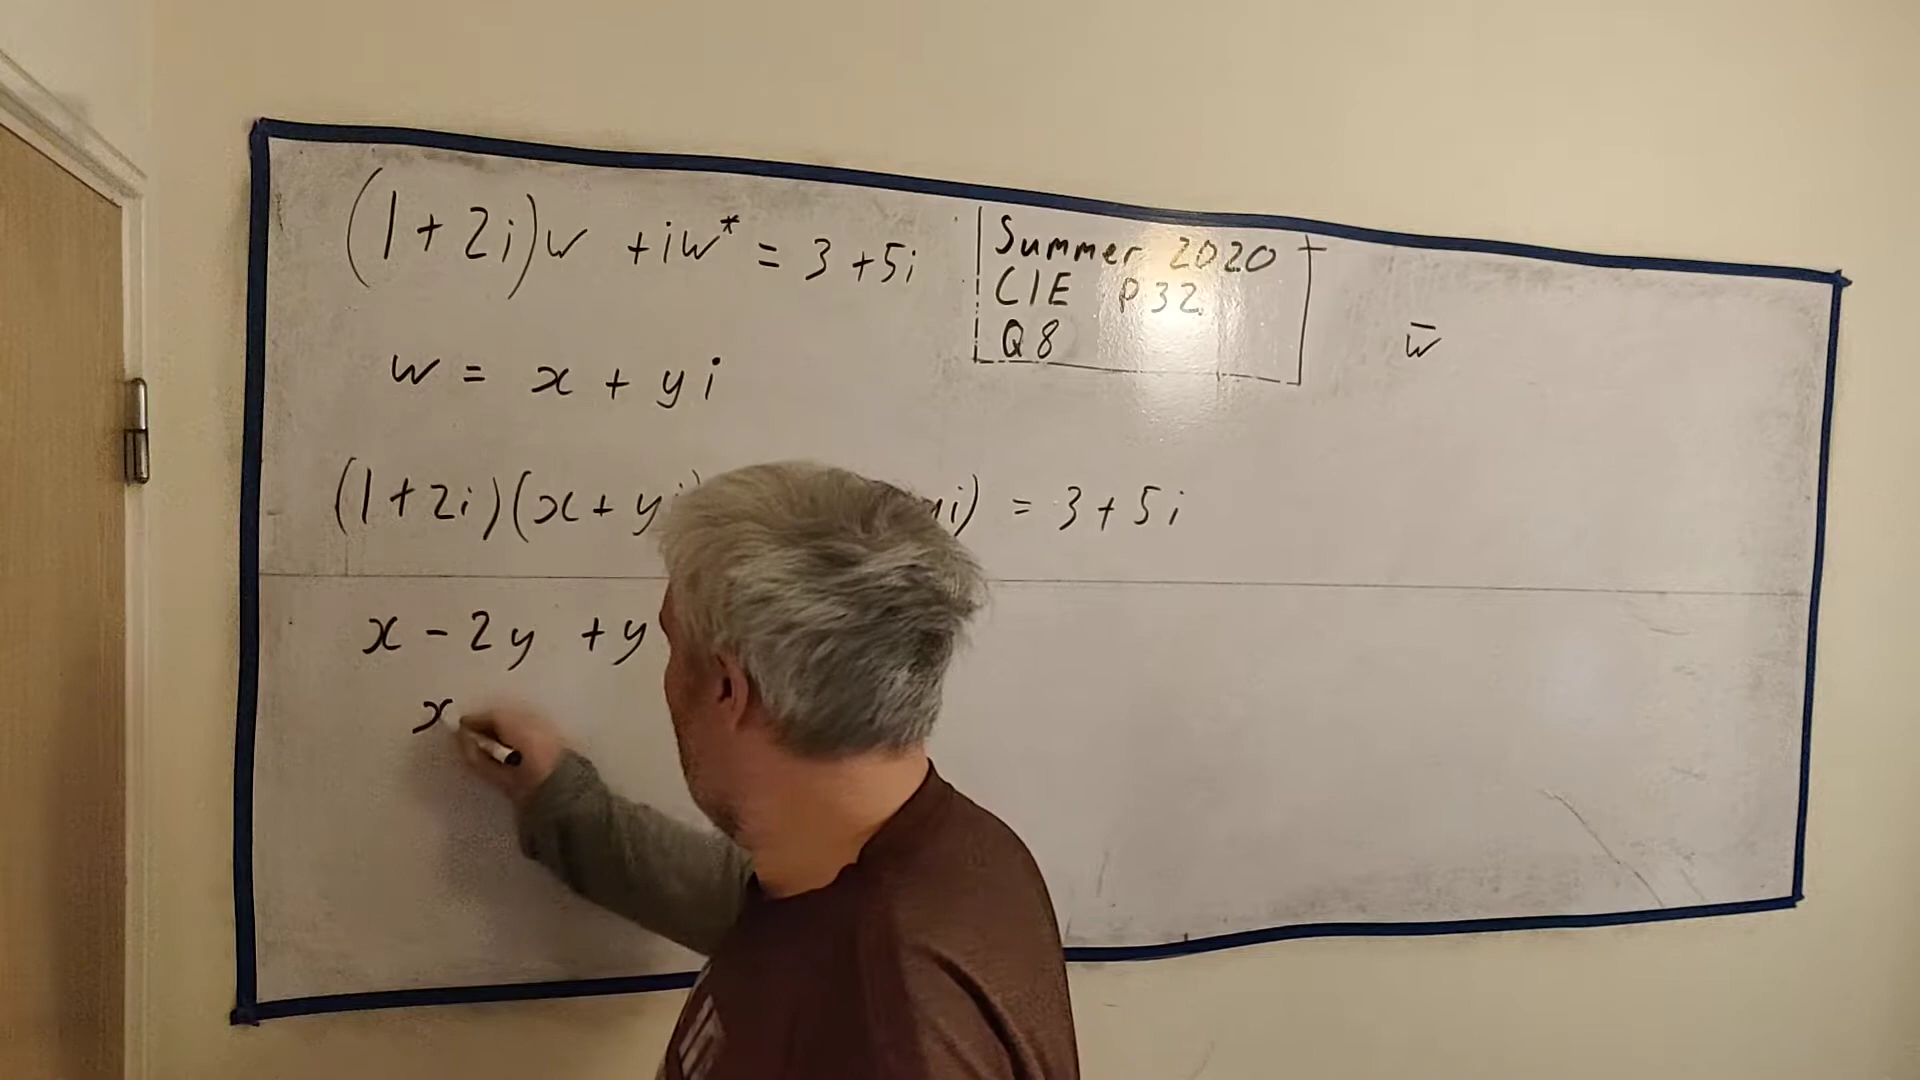 (1+2i)w +iw* = 3+5i
Summer 2020
CIE P32
Q8
w̄
w = x + yi
(1+2i)(x+yi) i) = 3+5i
x - 2y + y
x